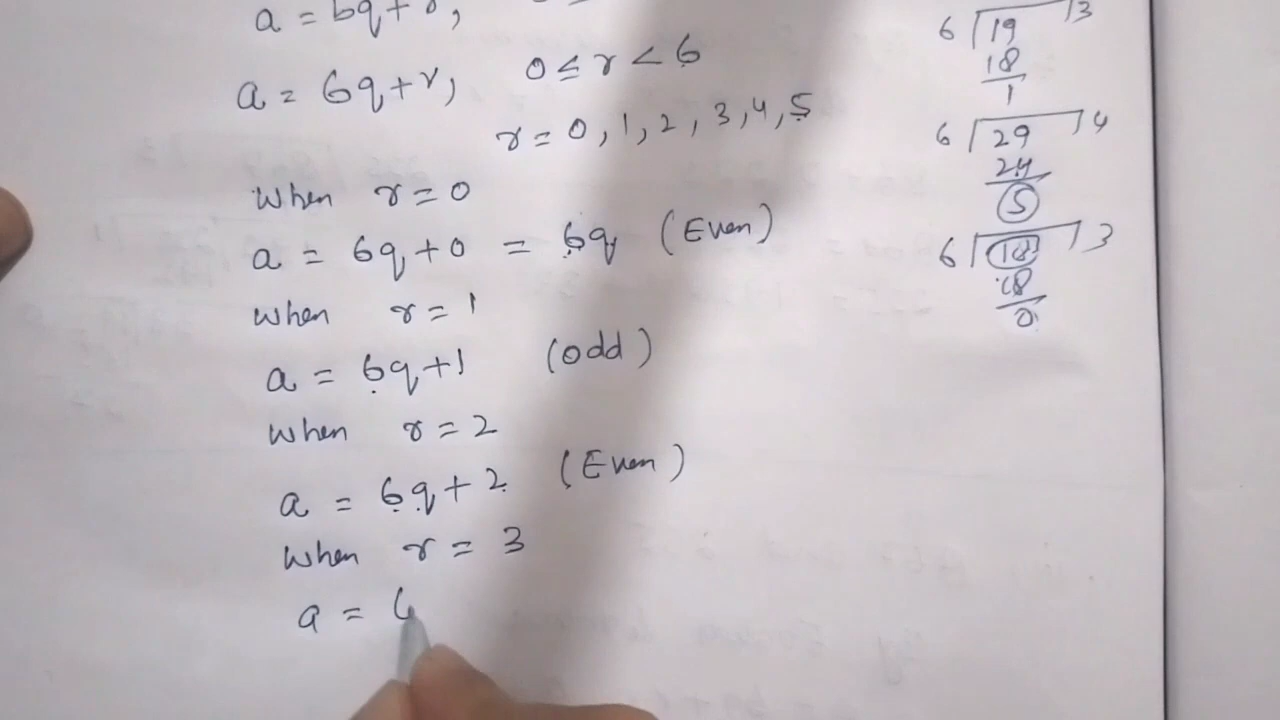 a = bq + r,
a = 6q + r, 0 ≤ r < 6
r = 0, 1, 2, 3, 4, 5
When r = 0
a = 6q + 0 = 6q (Even)
When r = 1
a = 6q + 1 (odd)
When r = 2
a = 6q + 2 (Even)
When r = 3
a = 6
6 19 3
18
1
6 29 4
24
5
6 18 3
18
0